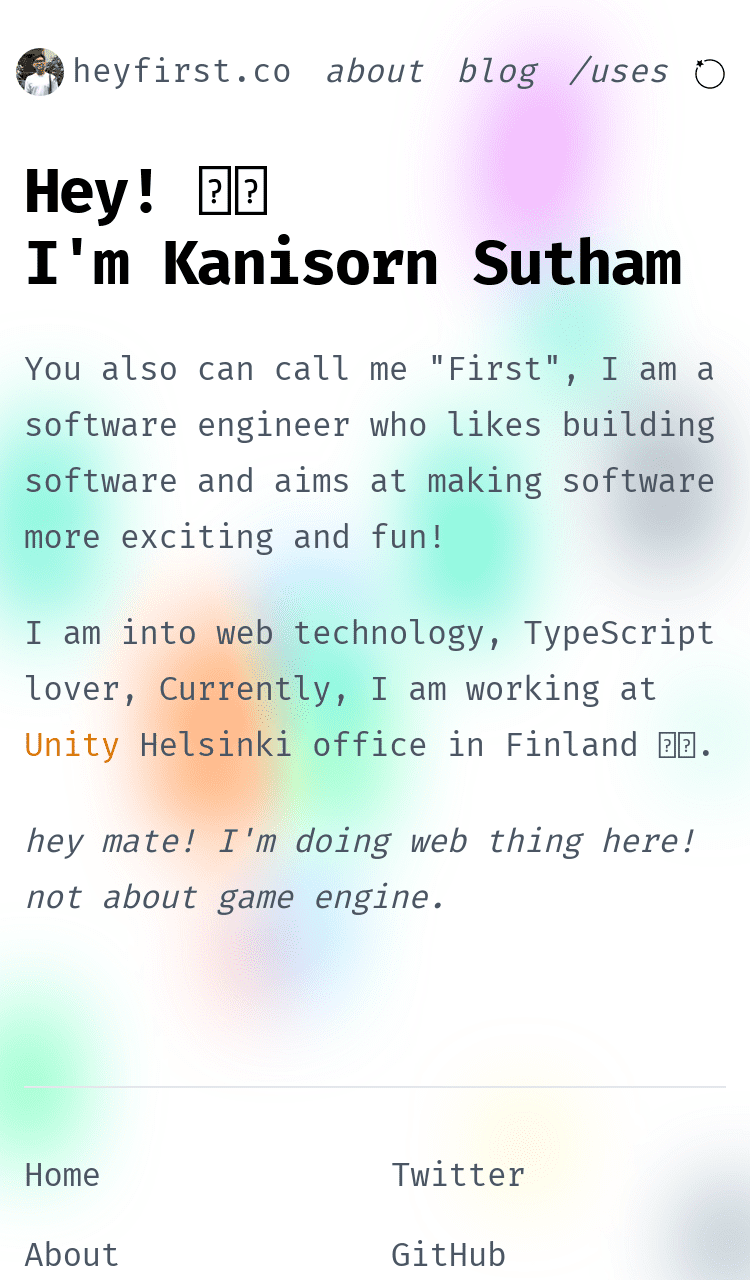 heyfirst.co about blog /uses
Hey!
I'm Kanisorn Sutham
You also can call me "First", I am a
software engineer who likes building
software and aims at making software
more exciting and fun!
I am into web technology, TypeScript
lover, Currently, I am working at
Unity Helsinki office in Finland .
hey mate! I'm doing web thing here!
not about game engine.
Home
Twitter
About
GitHub